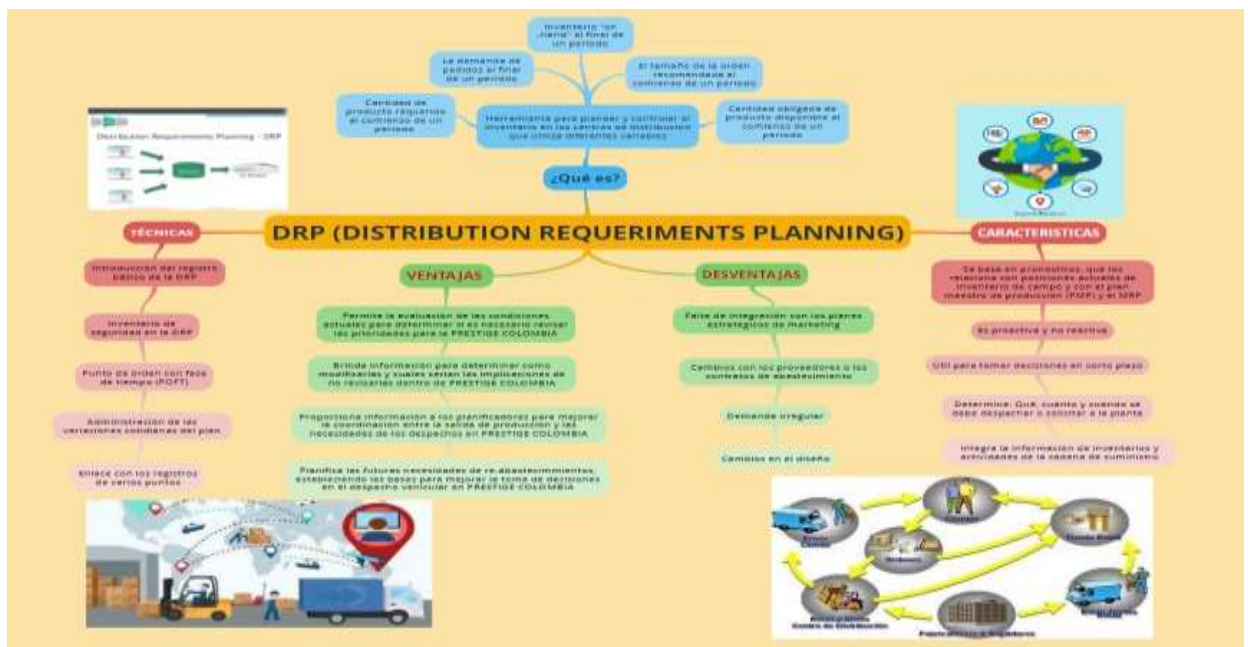 Inventario "on
hand" al final de
un periodo
La demanda de
pedidos al final
de un periodo
El tamaño de la orden
recomendada al
comienzo de un periodo
Cantidad de
producto requerido
al comienzo de un
periodo
Herramienta para planear y controlar el
inventario en los centros de distribución
que utiliza diferentes variables
Cantidad obligada de
producto disponible al
comienzo de un
periodo
¿Qué es?
Distribution Requirements Planning - DRP
DRP (DISTRIBUTION REQUERIMENTS PLANNING)
TÉCNICAS
Introducción del registro
básico de la DRP
Inventario de
seguridad en la DRP
Punto de orden con fase
de tiempo (POFT)
Administración de las
variaciones cotidianas del plan
Enlace con los registros
de varios puntos
VENTAJAS
Permite la evaluación de las condiciones
actuales para determinar si es necesario revisar
las prioridades para la PRESTIGE COLOMBIA
Brinda información para determinar como
modificarlas y cuales serían las implicaciones de
no revisarlas dentro de PRESTIGE COLOMBIA
Proporciona información a los planificadores para mejorar
la coordinación entre la salida de producción y las
necesidades de los despachos en PRESTIGE COLOMBIA
Planifica las futuras necesidades de re-abastecimmientos,
estableciendo las bases para mejorar la toma de decisiones
en el despacho vehicular en PRESTIGE COLOMBIA
DESVENTAJAS
Falta de integración con los planes
estratégicos de marketing
Cambios con los proveedores o los
contratos de abastecimiento
Demanda irregular
Cambios en el diseño
CARACTERISTICAS
Se basa en pronósticos, que los
relaciona con posiciones actuales de
inventario de campo y con el plan
maestro de producción (PMP) y el MRP
Es proactiva y no reactiva
Util para tomar decisiones en corto plazo
Determina: Qué, cuánto y cuando se
debe despachar o solicitar a la planta
Integra la información de inventarios y
actividades de la cadena de suministro
Centro de Distribución